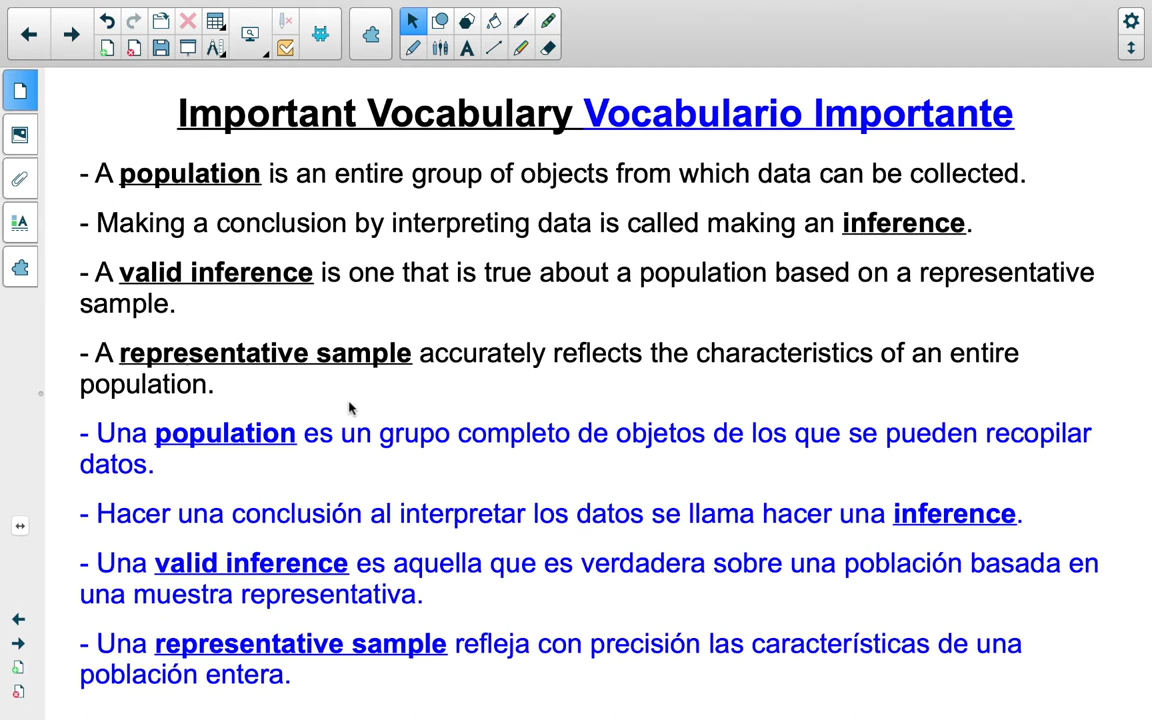 Important Vocabulary Vocabulario Importante
- A population is an entire group of objects from which data can be collected.
- Making a conclusion by interpreting data is called making an inference.
- A valid inference is one that is true about a population based on a representative
sample.
- A representative sample accurately reflects the characteristics of an entire
population.
- Una population es un grupo completo de objetos de los que se pueden recopilar
datos.
- Hacer una conclusión al interpretar los datos se llama hacer una inference.
- Una valid inference es aquella que es verdadera sobre una población basada en
una muestra representativa.
- Una representative sample refleja con precisión las características de una
población entera.